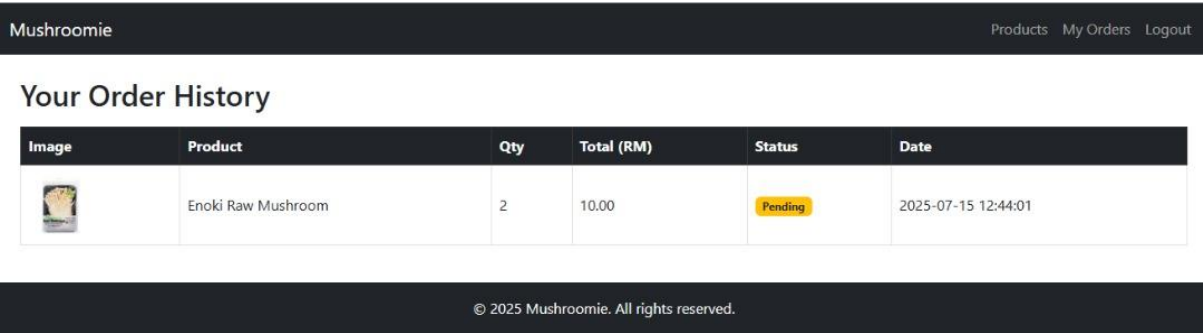 Mushroomie Products My Orders Logout
Your Order History
Image Product Qty Total (RM) Status Date
Enoki Raw Mushroom 2 10.00 Pending 2025-07-15 12:44:01
© 2025 Mushroomie. All rights reserved.